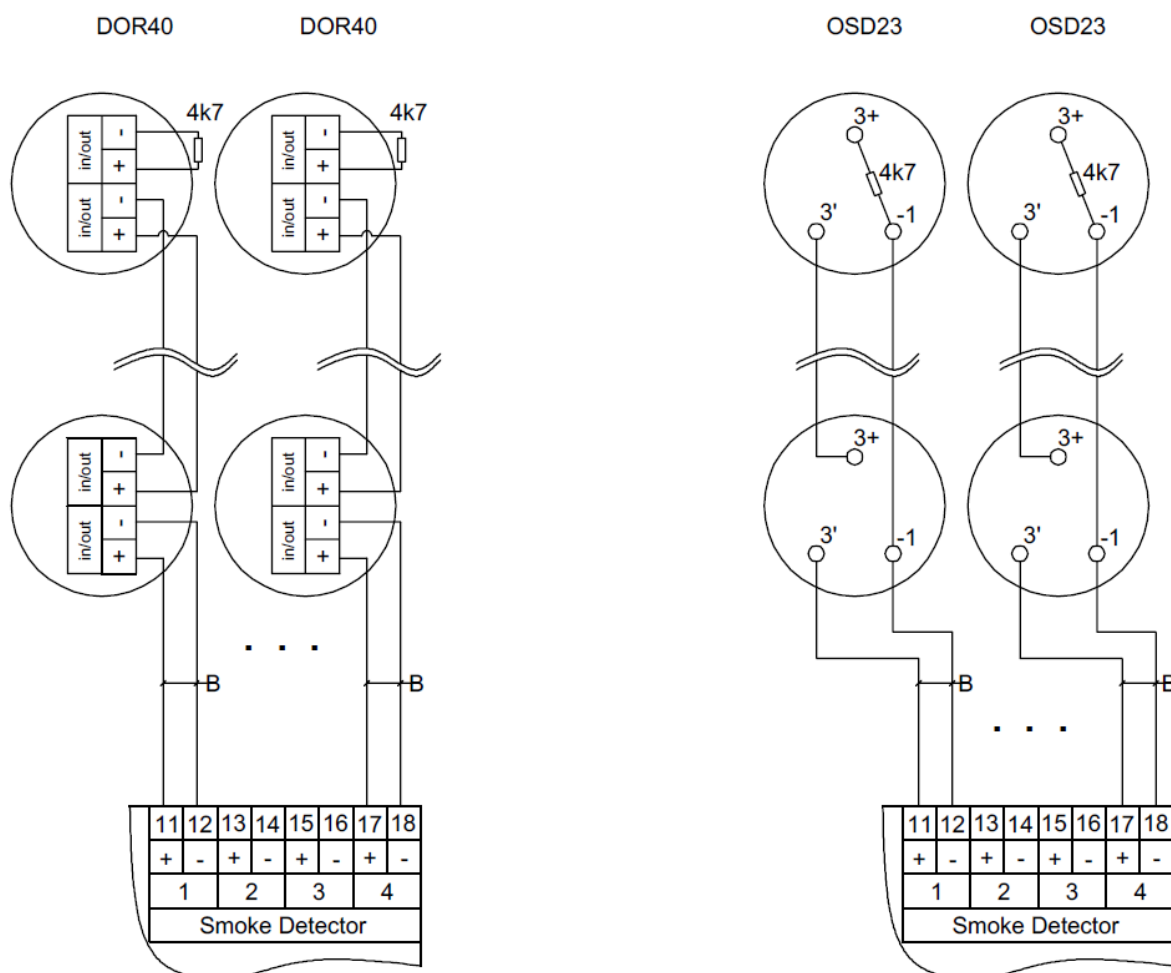 DOR40 DOR40 OSD23 OSD23
4k7 4k7 3+ 3+
in/out - in/out -
+ +
4k7 4k7
in/out - in/out - 3' -1 3' -1
+ +
in/out - in/out - 3+ 3+
+ +
in/out - in/out -
+ + 3' -1 3' -1
. . .
B B B B
. . .
11 12 13 14 15 16 17 18 11 12 13 14 15 16 17 18
+ - + - + - + - + - + - + - + -
1 2 3 4 1 2 3 4
Smoke Detector Smoke Detector